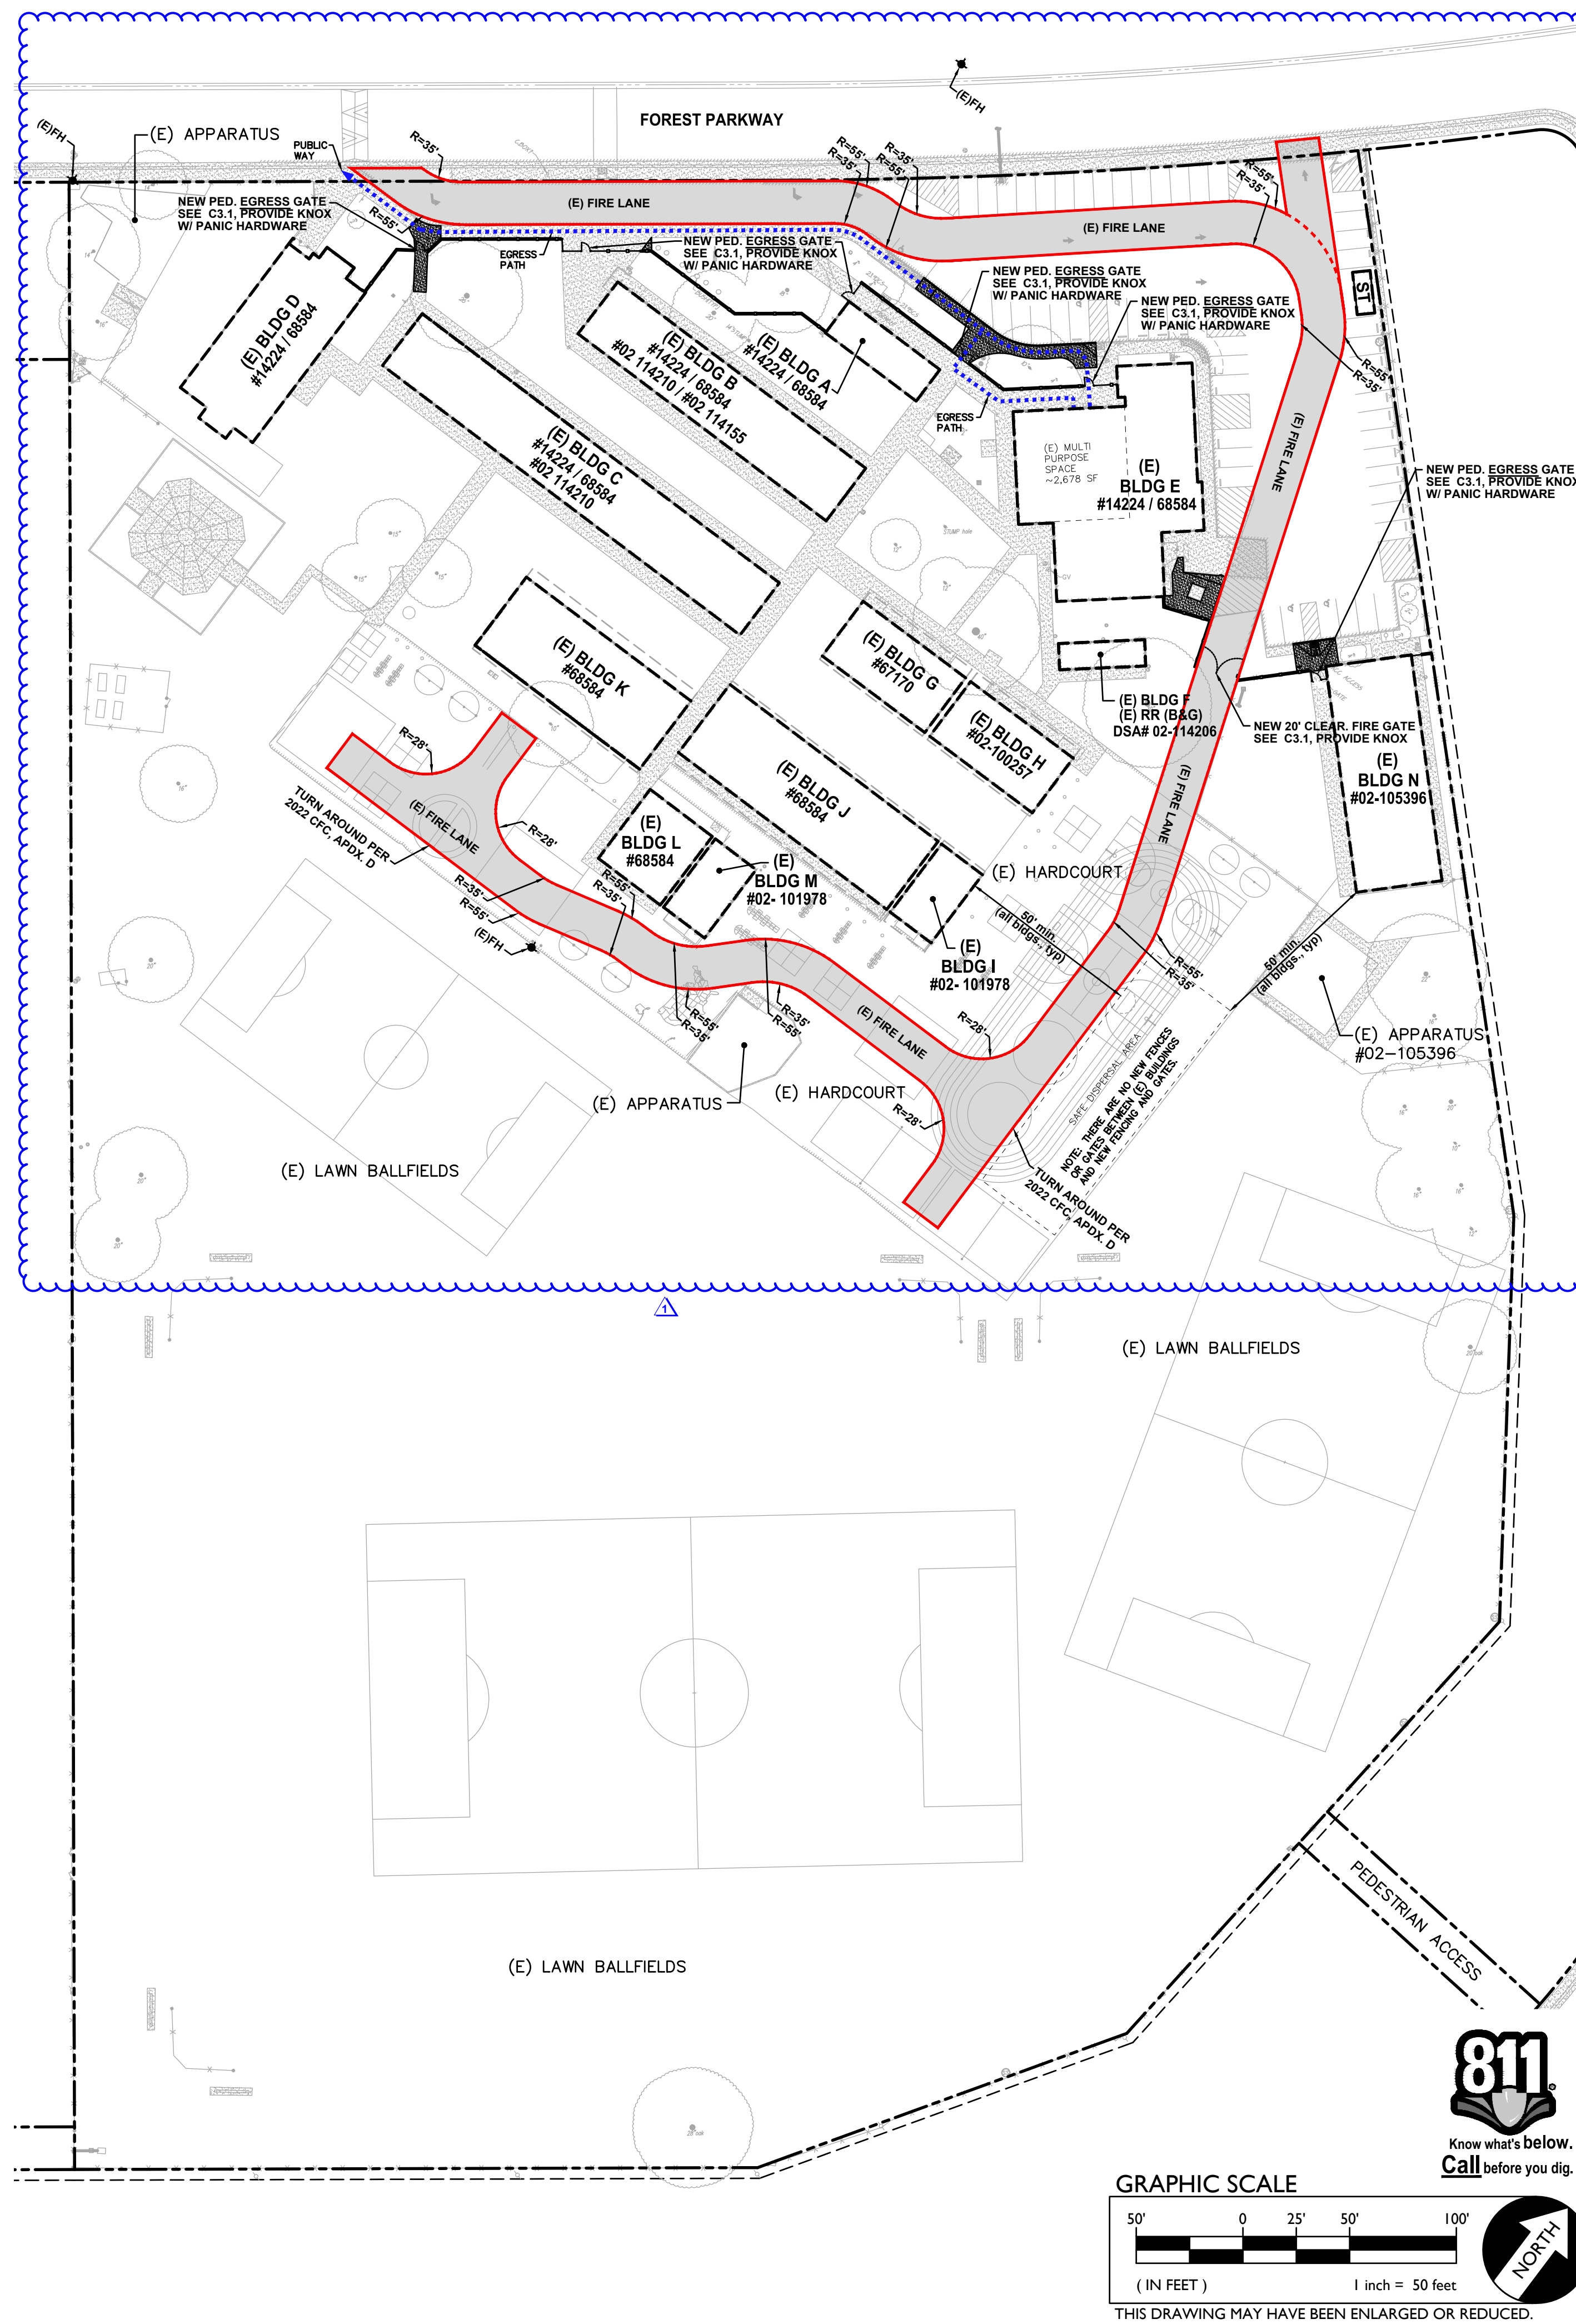 (E)FH
FOREST PARKWAY
(E)FH
(E) APPARATUS
PUBLIC
WAY
R=35'
R=55'
R=35'
R=35'
R=55'
R=55'
R=35'
NEW PED. EGRESS GATE
SEE C3.1, PROVIDE KNOX
W/ PANIC HARDWARE
R=55'
(E) FIRE LANE
(E) FIRE LANE
EGRESS
PATH
NEW PED. EGRESS GATE
SEE C3.1, PROVIDE KNOX
W/ PANIC HARDWARE
NEW PED. EGRESS GATE
SEE C3.1, PROVIDE KNOX
W/ PANIC HARDWARE
NEW PED. EGRESS GATE
SEE C3.1, PROVIDE KNOX
W/ PANIC HARDWARE
ST
(E) BLDG D
#14224 / 68584
(E) BLDG B
#14224 / 68584
#02 114210 / #02 114155
(E) BLDG A
#14224 / 68584
R=55'
R=35'
EGRESS
PATH
(E) BLDG C
#14224 / 68584
#02 114210
(E) MULTI
PURPOSE
SPACE
~2,678 SF
(E)
BLDG E
#14224 / 68584
(E) FIRE LANE
NEW PED. EGRESS GATE
SEE C3.1, PROVIDE KNOX
W/ PANIC HARDWARE
STUMP hole
(E) BLDG K
#68584
(E) BLDG G
#67170
(E) BLDG H
#02-100257
(E) BLDG F
(E) RR (B&G)
DSA# 02-114206
NEW 20' CLEAR. FIRE GATE
SEE C3.1, PROVIDE KNOX
(E)
BLDG N
#02-105396
R=28'
(E) FIRE LANE
TURN AROUND PER
2022 CFC, APDX. D
R=28'
(E) BLDG J
#68584
(E) FIRE LANE
(E)
BLDG L
#68584
(E)
BLDG M
#02- 101978
(E) HARDCOURT
R=35'
R=55'
R=55'
R=35'
(E)FH
50' min.
(all bldgs., typ)
(E)
BLDG I
#02- 101978
R=55'
R=35'
50' min.
(all bldgs., typ)
R=55'
R=35'
R=35'
R=55'
(E) FIRE LANE
R=28'
(E) APPARATUS
#02-105396
SAFE DISPERSAL AREA
NOTE: THERE ARE NO NEW FENCES
OR GATES BETWEEN (E) BUILDINGS
AND NEW FENCING AND GATES.
(E) APPARATUS
(E) HARDCOURT
R=28'
(E) LAWN BALLFIELDS
TURN AROUND PER
2022 CFC, APDX. D
1
(E) LAWN BALLFIELDS
(E) LAWN BALLFIELDS
PEDESTRIAN ACCESS
28 oak
811
Know what's below.
Call before you dig.
GRAPHIC SCALE
50' 0 25' 50' 100'
( IN FEET ) 1 inch = 50 feet
NORTH
THIS DRAWING MAY HAVE BEEN ENLARGED OR REDUCED.